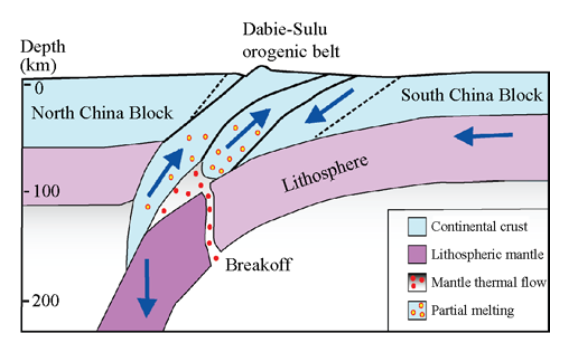 Dabie-Sulu
orogenic belt
Depth
(km)
0
North China Block
South China Block
Lithosphere
- 100
Continental crust
Lithospheric mantle
Breakoff
Mantle thermal flow
- 200
Partial melting